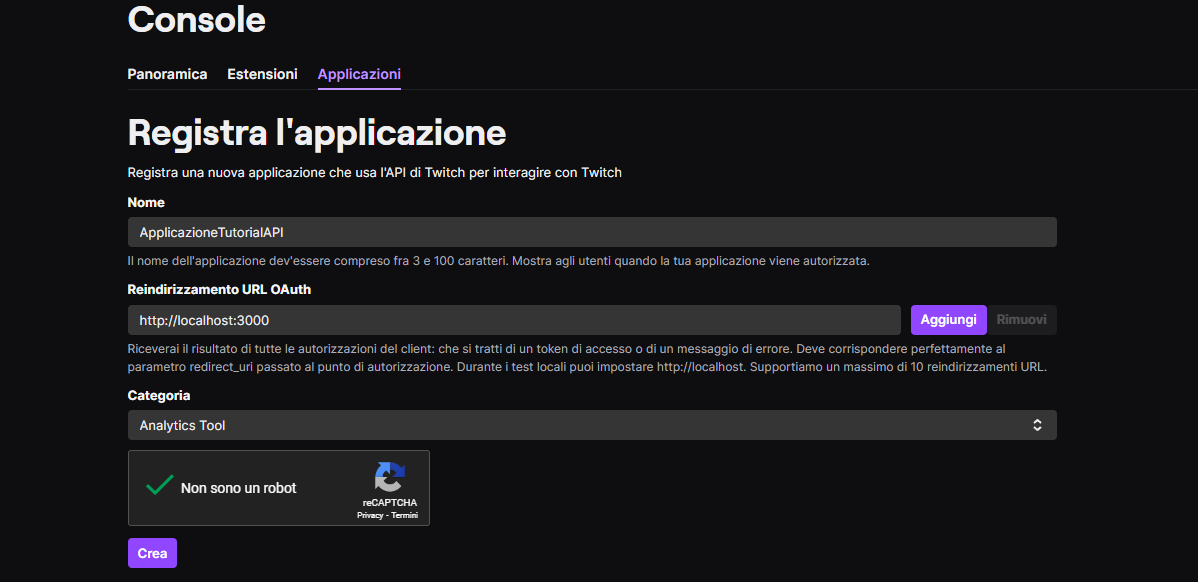 Console
Panoramica Estensioni Applicazioni
Registra l'applicazione
Registra una nuova applicazione che usa l'API di Twitch per interagire con Twitch
Nome
ApplicazioneTutorialAPI
Il nome dell'applicazione dev'essere compreso fra 3 e 100 caratteri. Mostra agli utenti quando la tua applicazione viene autorizzata.
Reindirizzamento URL OAuth
http://localhost:3000 Aggiungi Rimuovi
Riceverai il risultato di tutte le autorizzazioni del client: che si tratti di un token di accesso o di un messaggio di errore. Deve corrispondere perfettamente al
parametro redirect_uri passato al punto di autorizzazione. Durante i test locali puoi impostare http://localhost. Supportiamo un massimo di 10 reindirizzamenti URL.
Categoria
Analytics Tool
Non sono un robot
reCAPTCHA
Privacy - Termini
Crea